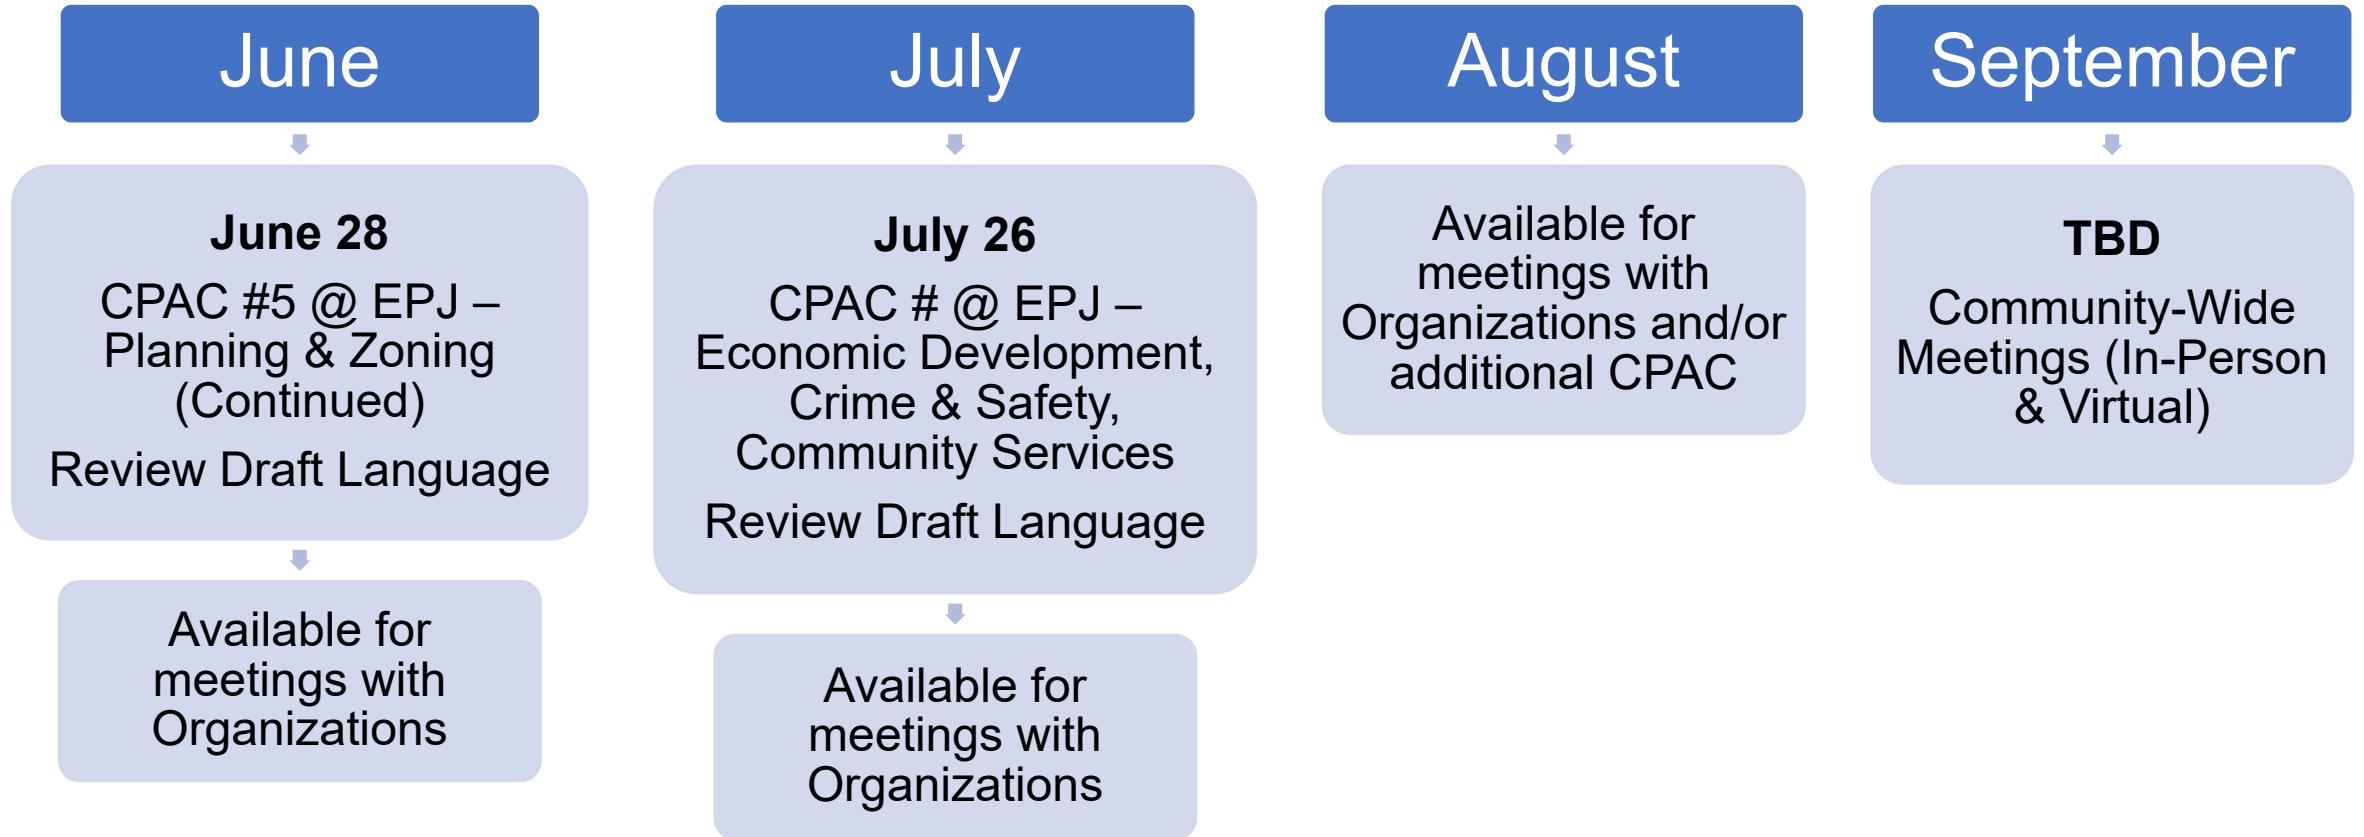 June
June 28
CPAC #5 @ EPJ –
Planning & Zoning
(Continued)
Review Draft Language
Available for
meetings with
Organizations
July
July 26
CPAC # @ EPJ –
Economic Development,
Crime & Safety,
Community Services
Review Draft Language
Available for
meetings with
Organizations
August
Available for
meetings with
Organizations and/or
additional CPAC
September
TBD
Community-Wide
Meetings (In-Person
& Virtual)